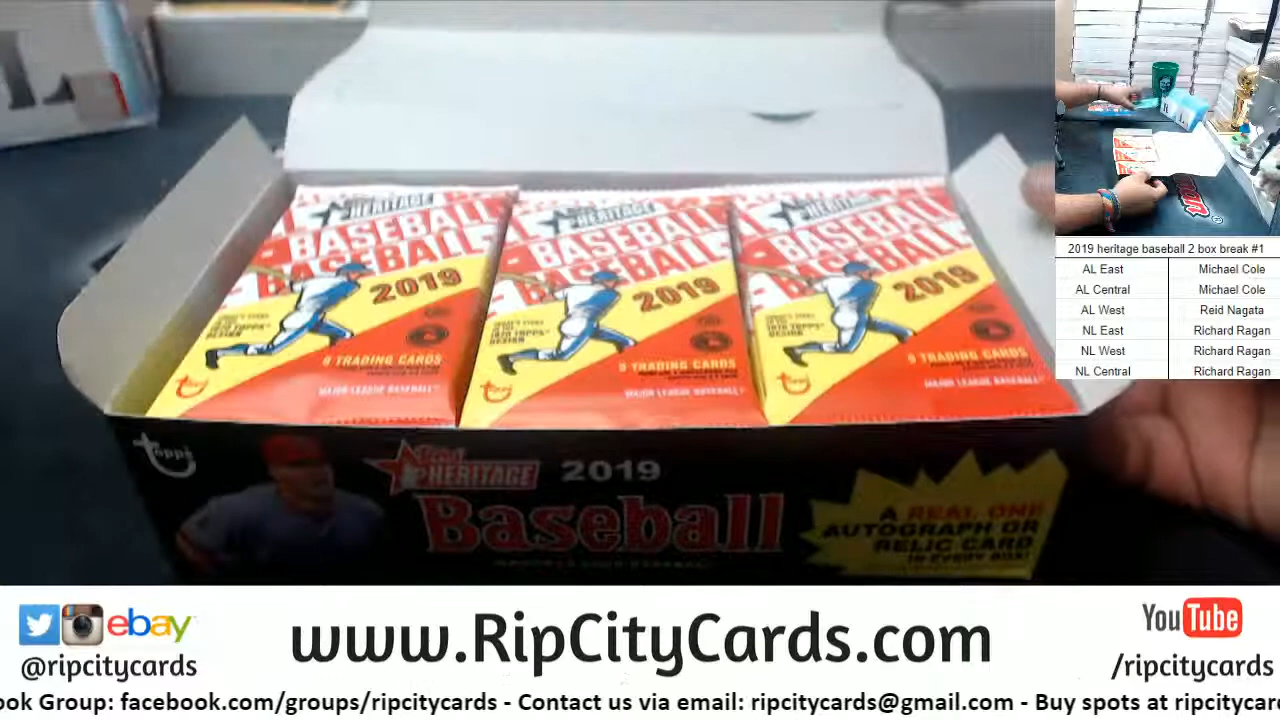 HERITAGE
BASEBALL
BASEBALL
2019
9 TRADING CARDS
MAJOR LEAGUE BASEBALL
topps
HERITAGE
BASEBALL
BASEBALL
2019
9 TRADING CARDS
MAJOR LEAGUE BASEBALL
topps
HERITAGE
BASEBALL
BASEBALL
2019
9 TRADING CARDS
MAJOR LEAGUE BASEBALL
topps
topps
Topps HERITAGE 2019
Baseball
A REAL ONE
AUTOGRAPH OR
RELIC CARD
IN EVERY BOX!
2019 heritage baseball 2 box break #1
AL East Michael Cole
AL Central Michael Cole
AL West Reid Nagata
NL East RIchard Ragan
NL West RIchard Ragan
NL Central RIchard Ragan
ebay
@ripcitycards
www.RipCityCards.com
YouTube
/ripcitycards
ook Group: facebook.com/groups/ripcitycards - Contact us via email: ripcitycards@gmail.com - Buy spots at ripcitycard